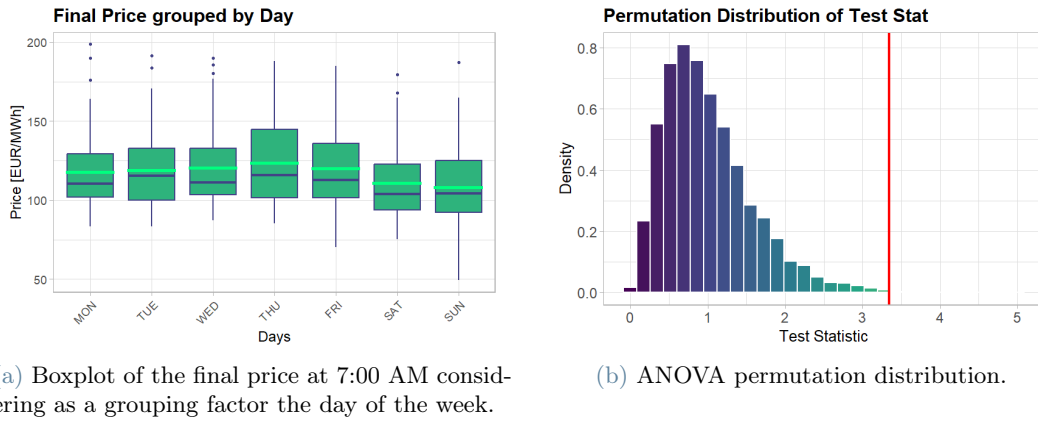 Final Price grouped by Day
Price [EUR/MWh]
200
150
100
50
MON TUE WED THU FRI SAT SUN
Days
a) Boxplot of the final price at 7:00 AM consid-
ering as a grouping factor the day of the week.
Permutation Distribution of Test Stat
Density
0.8
0.6
0.4
0.2
0.0
0 1 2 3 4 5
Test Statistic
(b) ANOVA permutation distribution.